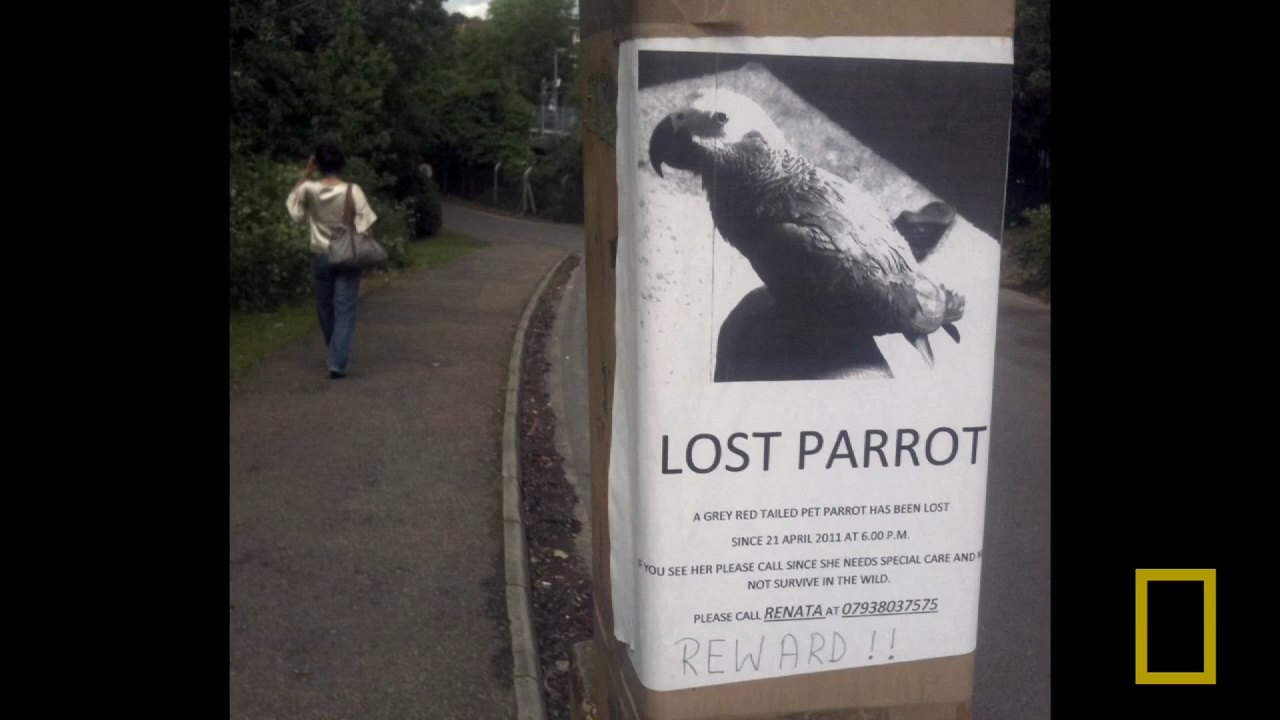 LOST PARROT
A GREY RED TAILED PET PARROT HAS BEEN LOST
SINCE 21 APRIL 2011 AT 6.00 P.M.
YOU SEE HER PLEASE CALL SINCE SHE NEEDS SPECIAL CARE AND
NOT SURVIVE IN THE WILD.
PLEASE CALL RENATA AT 07938037575
REWARD !!